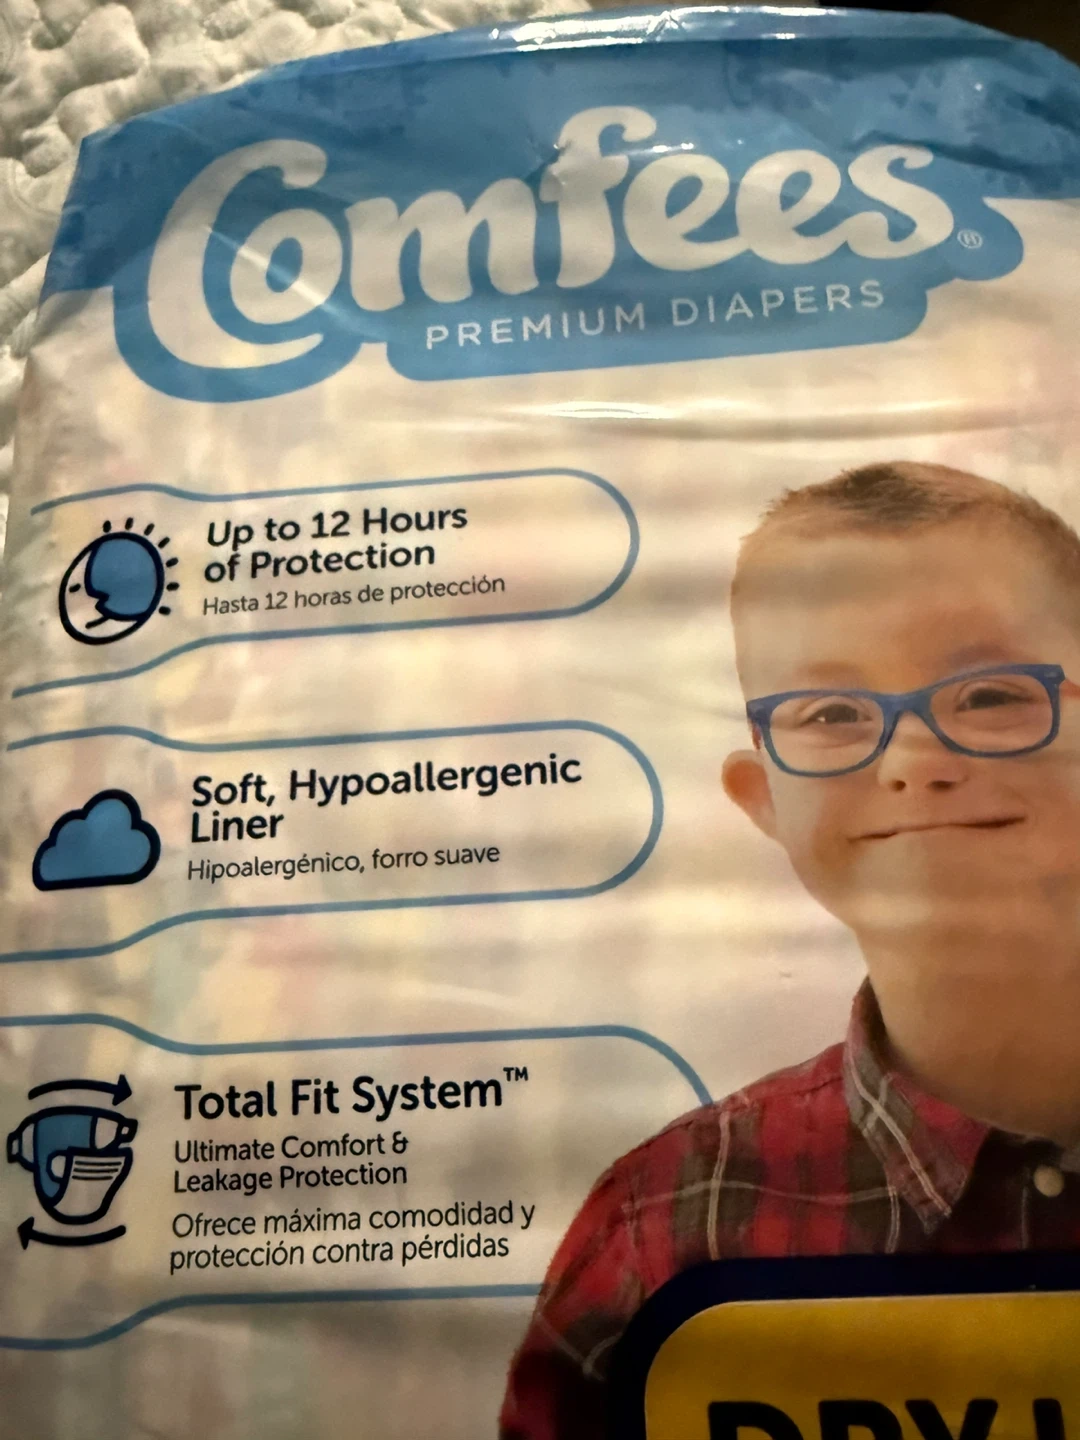 Comfees®
PREMIUM DIAPERS
Up to 12 Hours
of Protection
Hasta 12 horas de protección
Soft, Hypoallergenic
Liner
Hipoalergénico, forro suave
Total Fit System™
Ultimate Comfort &
Leakage Protection
Ofrece máxima comodidad y
protección contra pérdidas
DRY